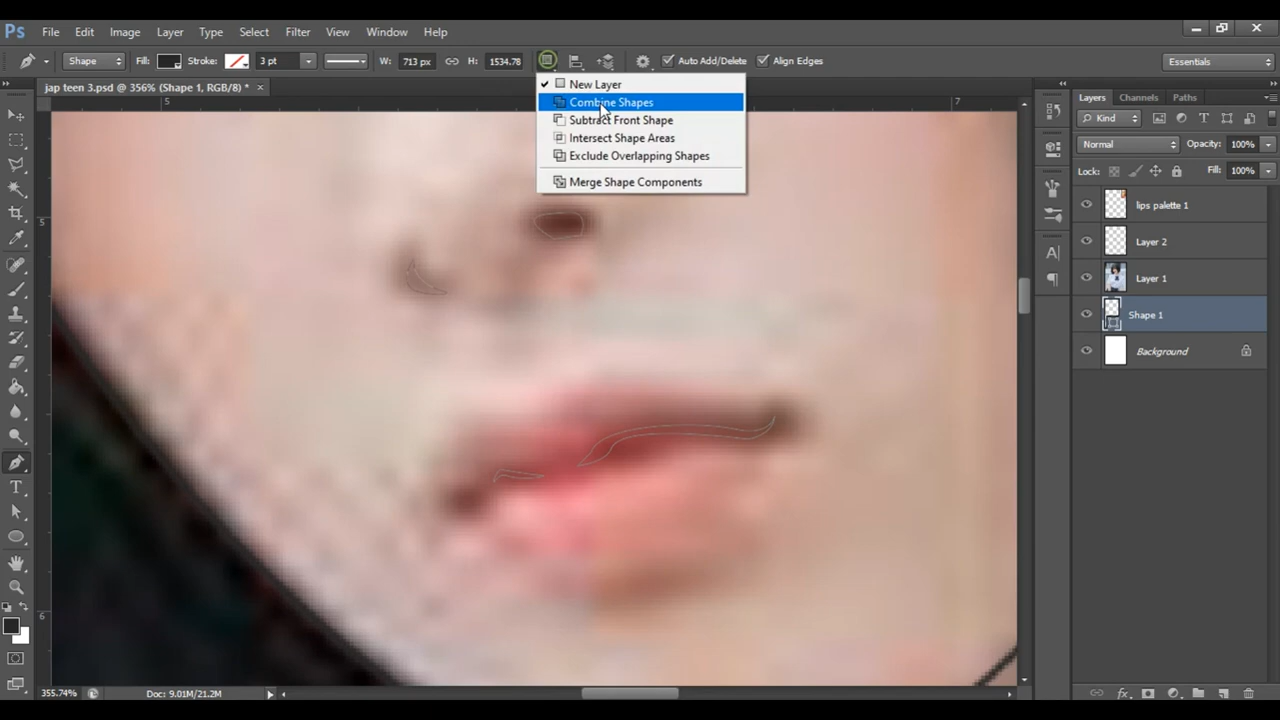 Ps File Edit Image Layer Type Select Filter View Window Help
Shape Fill: Stroke: 3 pt W: 713 px H: 1534.78 Auto Add/Delete Align Edges Essentials
jap teen 3.psd @ 356% (Shape 1, RGB/8) * ×
5 7
5
6
New Layer
Combine Shapes
Subtract Front Shape
Intersect Shape Areas
Exclude Overlapping Shapes
Merge Shape Components
Layers Channels Paths
Kind
Normal Opacity: 100%
Lock: Fill: 100%
lips palette 1
Layer 2
Layer 1
Shape 1
Background
355.74% Doc: 9.01M/21.2M